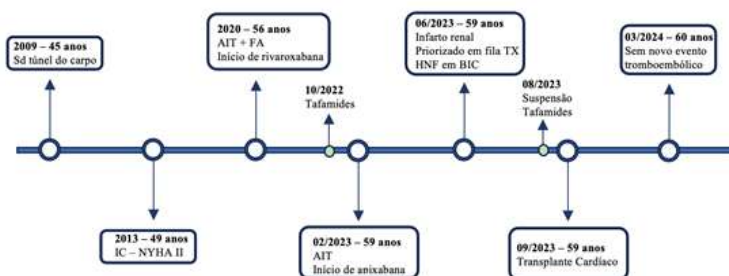 2009 – 45 anos
Sd túnel do carpo
2013 – 49 anos
IC – NYHA II
2020 – 56 anos
AIT + FA
Início de rivaroxabana
10/2022
Tafamides
02/2023 – 59 anos
AIT
Início de apixabana
06/2023 – 59 anos
Infarto renal
Priorizado em fila TX
HNF em BIC
08/2023
Suspensão
Tafamides
09/2023 – 59 anos
Transplante Cardíaco
03/2024 – 60 anos
Sem novo evento
tromboembólico